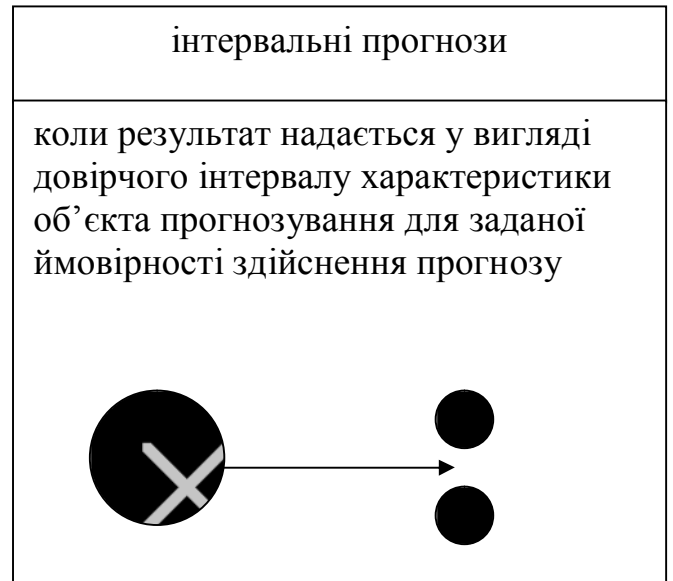 інтервальні прогнози
коли результат надається у вигляді
довірчого інтервалу характеристики
об’єкта прогнозування для заданої
ймовірності здійснення прогнозу